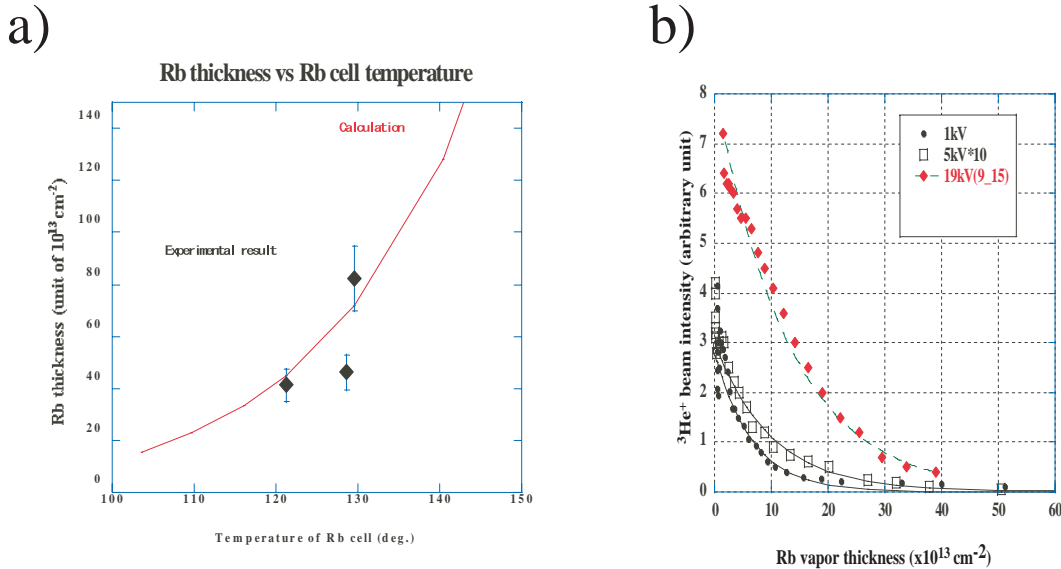 a)
Rb thickness vs Rb cell temperature
Rb thickness (unit of 10¹³ cm⁻²)
140
120
100
80
60
40
20
0
Calculation
Experimental result
100 110 120 130 140 150
Temperature of Rb cell (deg.)
b)
³He⁺ beam intensity (arbitrary unit)
8
7
6
5
4
3
2
1
0
1kV
5kV*10
19kV(9_15)
0 10 20 30 40 50 60
Rb vapor thickness (x10¹³ cm⁻²)